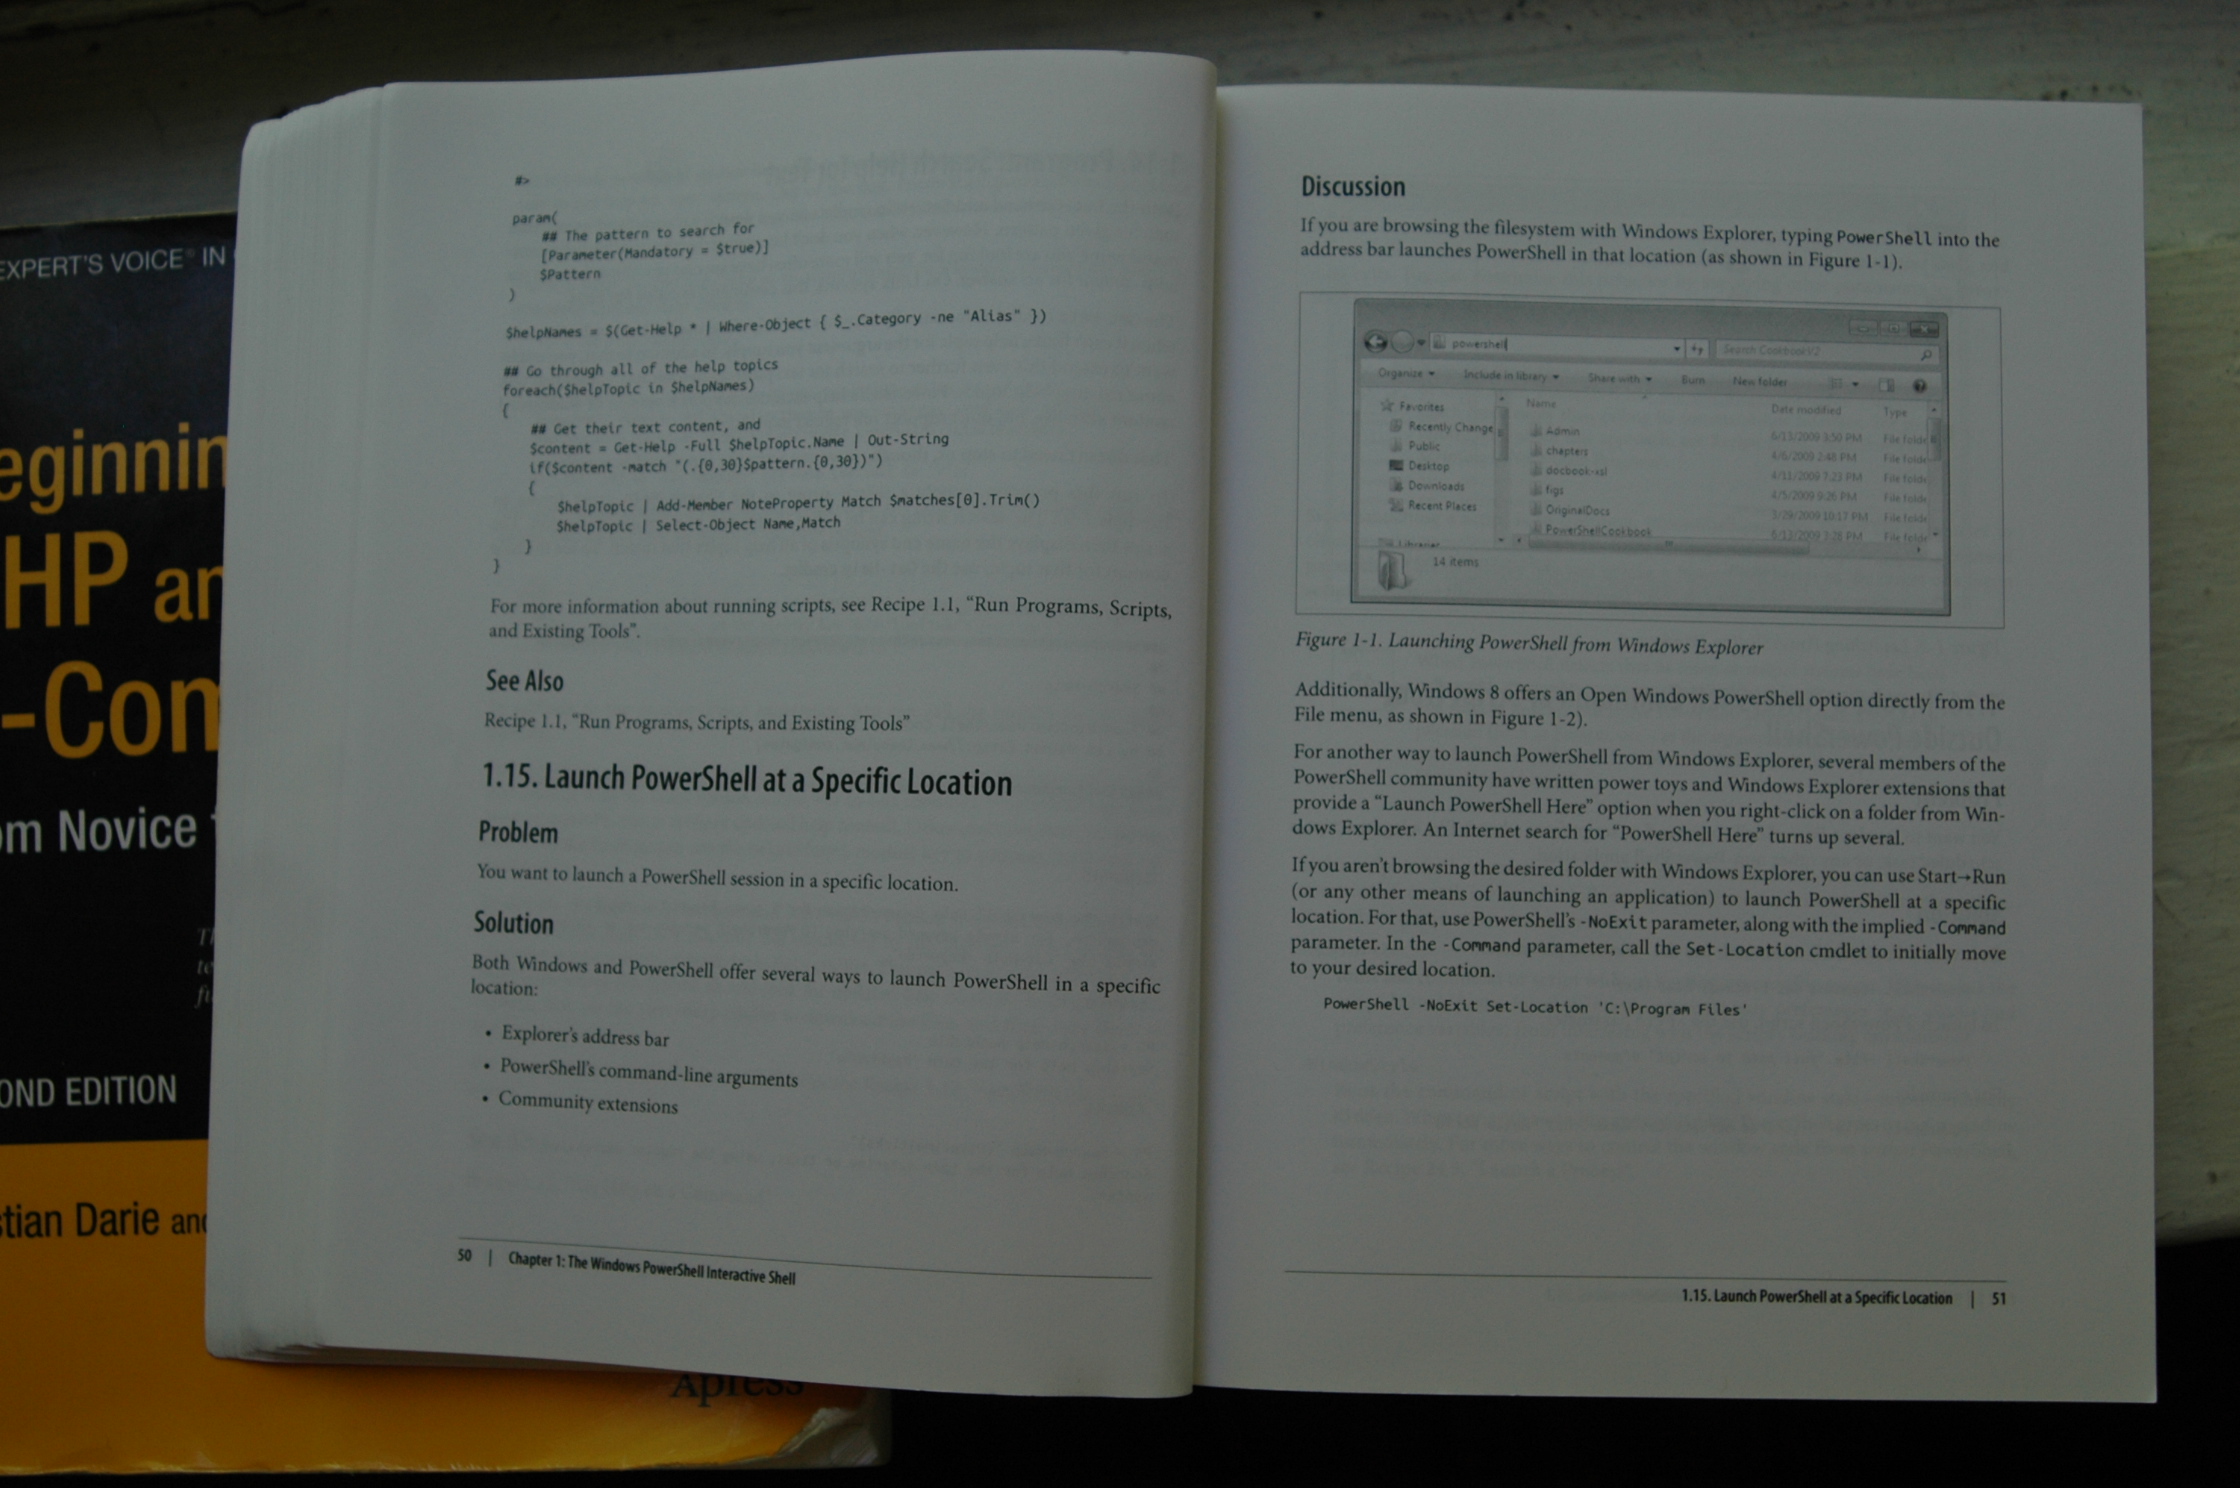 EXPERT'S VOICE® IN
eginnin
HP an
-Con
om Novice
Th
te
fu
OND EDITION
stian Darie and
Apress
#>
param(
## The pattern to search for
[Parameter(Mandatory = $true)]
$Pattern
)
$helpNames = $(Get-Help * | Where-Object { $_.Category -ne "Alias" })
## Go through all of the help topics
foreach($helpTopic in $helpNames)
{
## Get their text content, and
$content = Get-Help -Full $helpTopic.Name | Out-String
if($content -match "(.{0,30}$pattern.{0,30})")
{
$helpTopic | Add-Member NoteProperty Match $matches[0].Trim()
$helpTopic | Select-Object Name,Match
}
}
For more information about running scripts, see Recipe 1.1, “Run Programs, Scripts,
and Existing Tools”.
See Also
Recipe 1.1, “Run Programs, Scripts, and Existing Tools”
1.15. Launch PowerShell at a Specific Location
Problem
You want to launch a PowerShell session in a specific location.
Solution
Both Windows and PowerShell offer several ways to launch PowerShell in a specific
location:
• Explorer’s address bar
• PowerShell’s command-line arguments
• Community extensions
50 | Chapter 1: The Windows PowerShell Interactive Shell
Discussion
If you are browsing the filesystem with Windows Explorer, typing PowerShell into the
address bar launches PowerShell in that location (as shown in Figure 1-1).
powershell
Search CookbookV2
Organize Include in library Share with Burn New folder
Favorites Name Date modified Type
Recently Change Admin 6/13/2009 3:50 PM File folde
Public chapters 4/6/2009 2:48 PM File folde
Desktop docbook-xsl 4/11/2009 7:23 PM File folde
Downloads figs 4/5/2009 9:26 PM File folde
Recent Places OriginalDocs 3/29/2009 10:17 PM File folde
Libraries PowerShellCookbook 6/13/2009 3:28 PM File folde
14 items
Figure 1-1. Launching PowerShell from Windows Explorer
Additionally, Windows 8 offers an Open Windows PowerShell option directly from the
File menu, as shown in Figure 1-2).
For another way to launch PowerShell from Windows Explorer, several members of the
PowerShell community have written power toys and Windows Explorer extensions that
provide a “Launch PowerShell Here” option when you right-click on a folder from Win-
dows Explorer. An Internet search for “PowerShell Here” turns up several.
If you aren’t browsing the desired folder with Windows Explorer, you can use Start→Run
(or any other means of launching an application) to launch PowerShell at a specific
location. For that, use PowerShell’s -NoExit parameter, along with the implied -Command
parameter. In the -Command parameter, call the Set-Location cmdlet to initially move
to your desired location.
PowerShell -NoExit Set-Location 'C:\Program Files'
1.15. Launch PowerShell at a Specific Location | 51